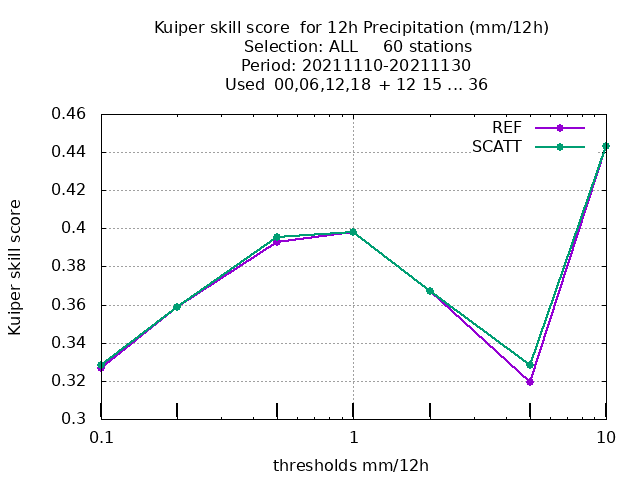 Kuiper skill score  for 12h Precipitation (mm/12h)
Selection: ALL     60 stations
Period: 20211110-20211130
Used  00,06,12,18  + 12 15 ... 36
REF
SCATT
0.46
0.44
0.42
0.4
0.38
0.36
0.34
0.32
0.3
Kuiper skill score
0.1
1
10
thresholds mm/12h